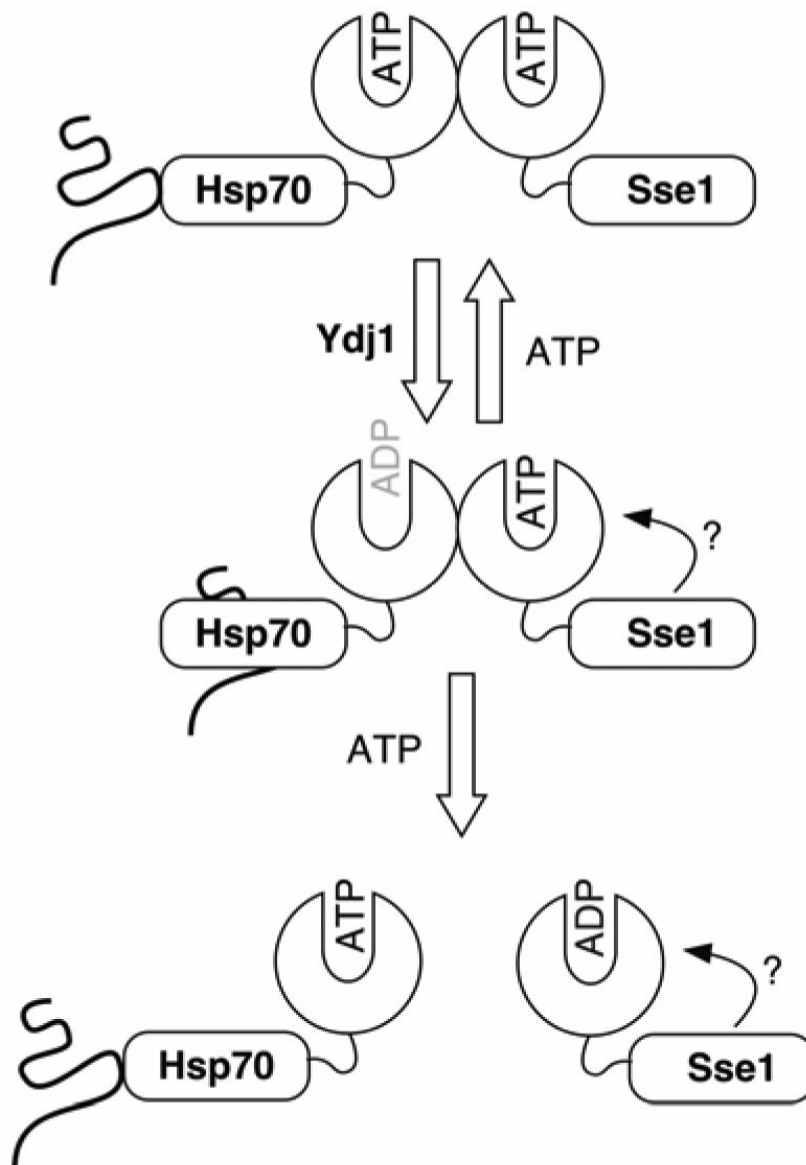 ATP ATP
Hsp70 Sse1
Ydj1 ATP
ADP ATP
?
Hsp70 Sse1
ATP
ATP ADP
?
Hsp70 Sse1